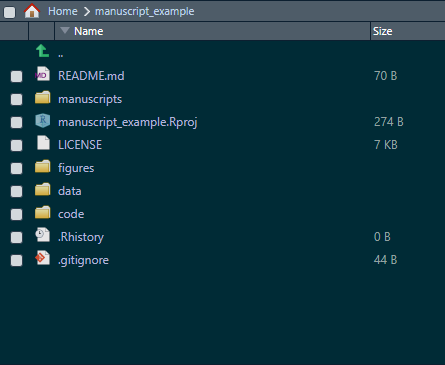 Home > manuscript_example
Name Size
..
README.md 70 B
manuscripts
manuscript_example.Rproj 274 B
LICENSE 7 KB
figures
data
code
.Rhistory 0 B
.gitignore 44 B